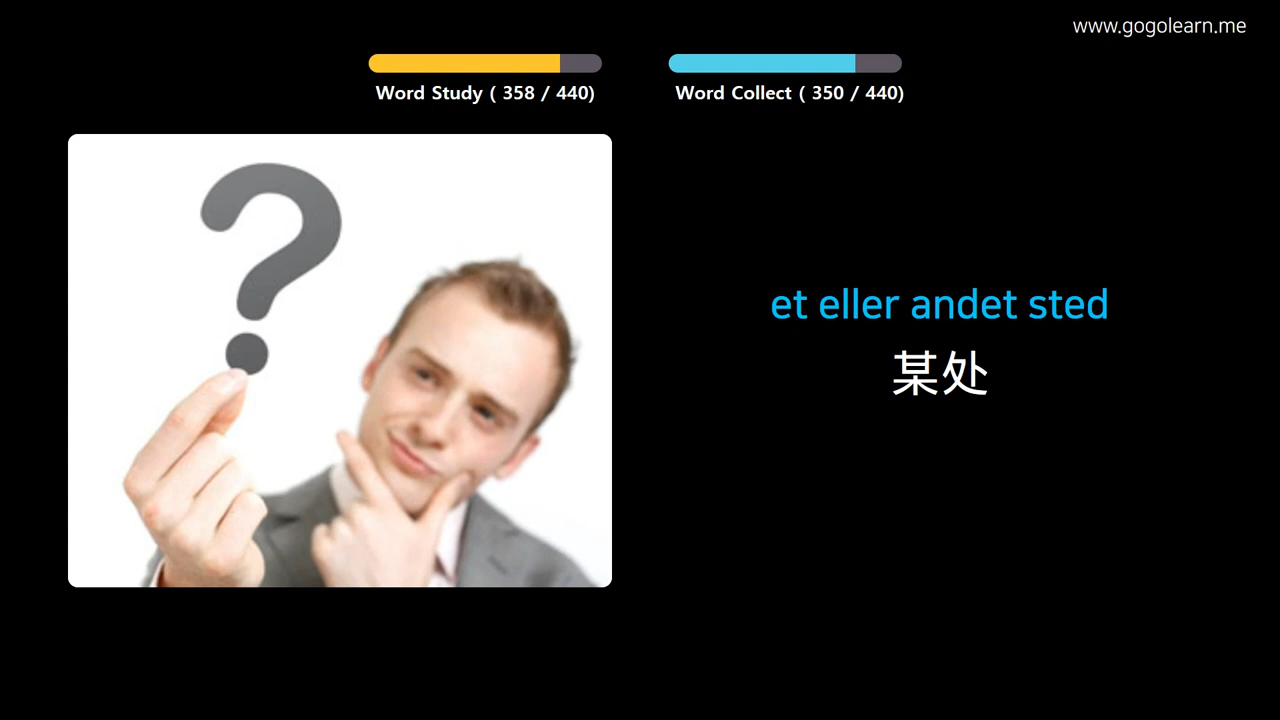 www.gogolearn.me
Word Study ( 358 / 440)
Word Collect ( 350 / 440)
et eller andet sted
某处